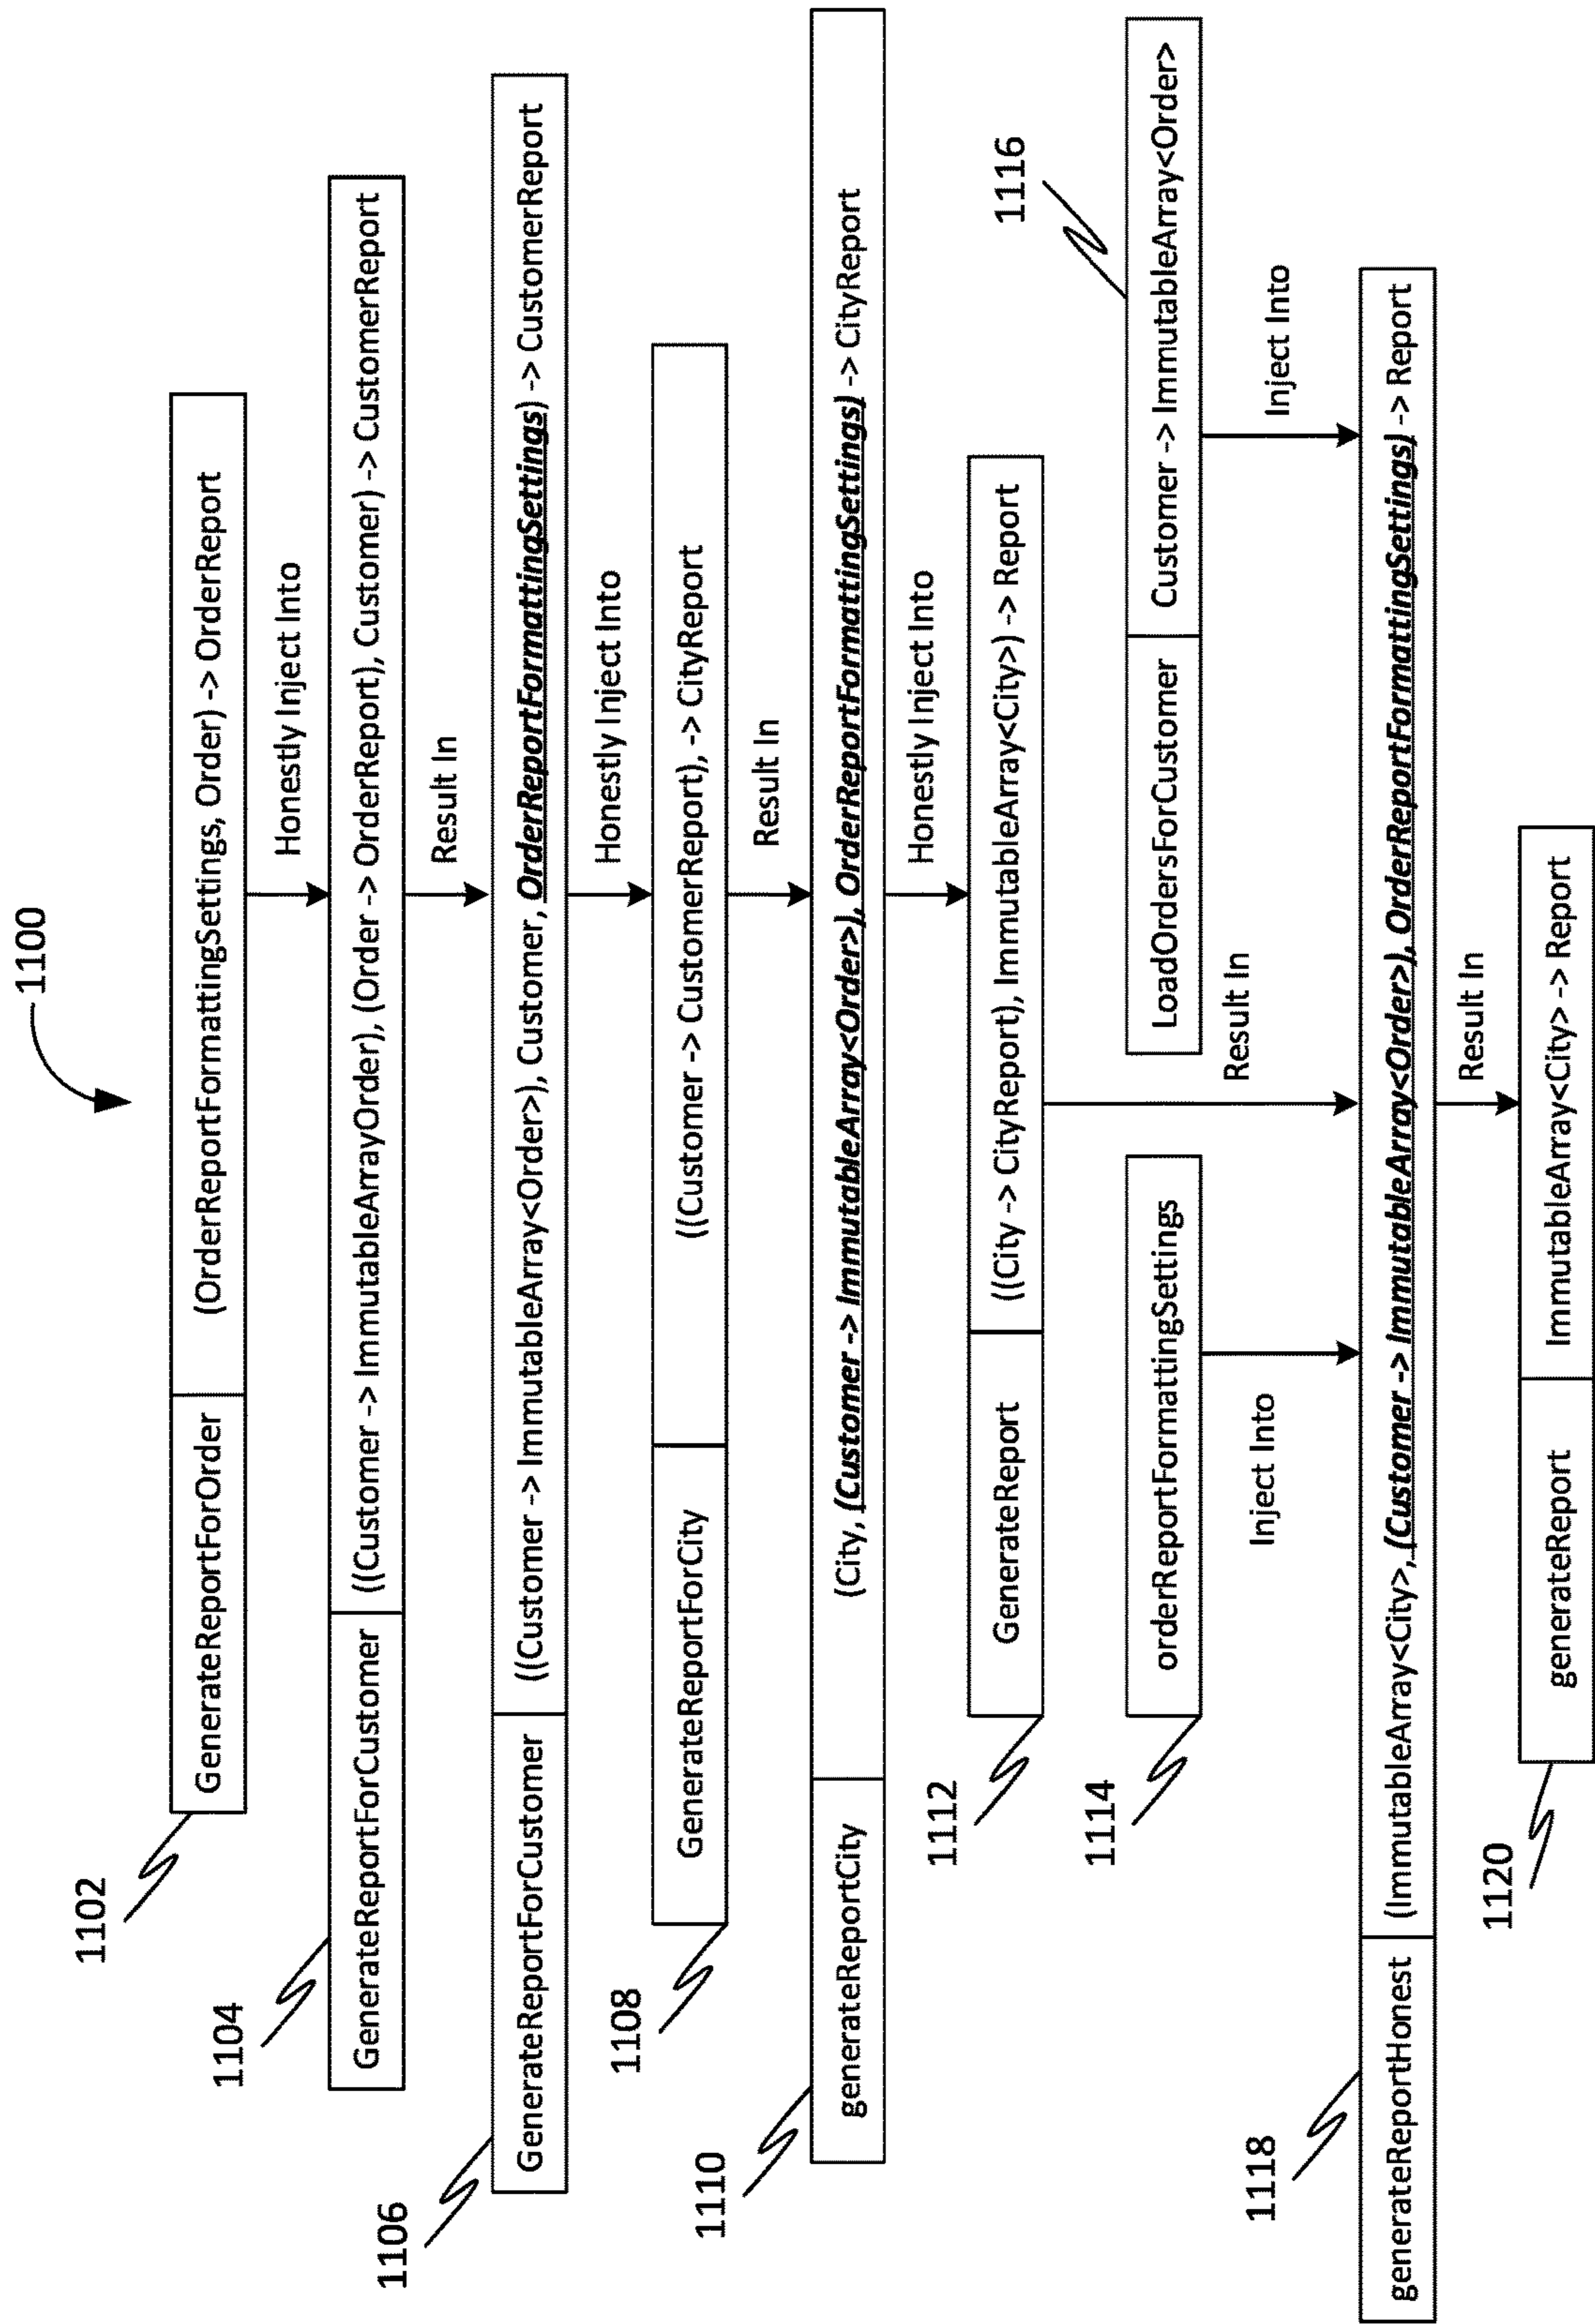 1100
1102
GenerateReportForOrder
(OrderReportFormattingSettings, Order) -> OrderReport
Honestly Inject Into
1104
GenerateReportForCustomer
((Customer -> ImmutableArrayOrder), (Order -> OrderReport), Customer) -> CustomerReport
Result In
1106
GenerateReportForCustomer
((Customer -> ImmutableArray<Order>), Customer, OrderReportFormattingSettings) -> CustomerReport
Honestly Inject Into
1108
GenerateReportForCity
((Customer -> CustomerReport), -> CityReport
Result In
1110
generateReportCity
(City, (Customer -> ImmutableArray<Order>), OrderReportFormattingSettings) -> CityReport
Honestly Inject Into
1112
GenerateReport
((City -> CityReport), ImmutableArray<City>) -> Report
1114
orderReportFormattingSettings
1116
LoadOrdersForCustomer
Customer -> ImmutableArray<Order>
Inject Into
Result In
Inject Into
1118
generateReportHonest
(ImmutableArray<City>, (Customer -> ImmutableArray<Order>), OrderReportFormattingSettings) -> Report
Result In
1120
generateReport
ImmutableArray<City> -> Report